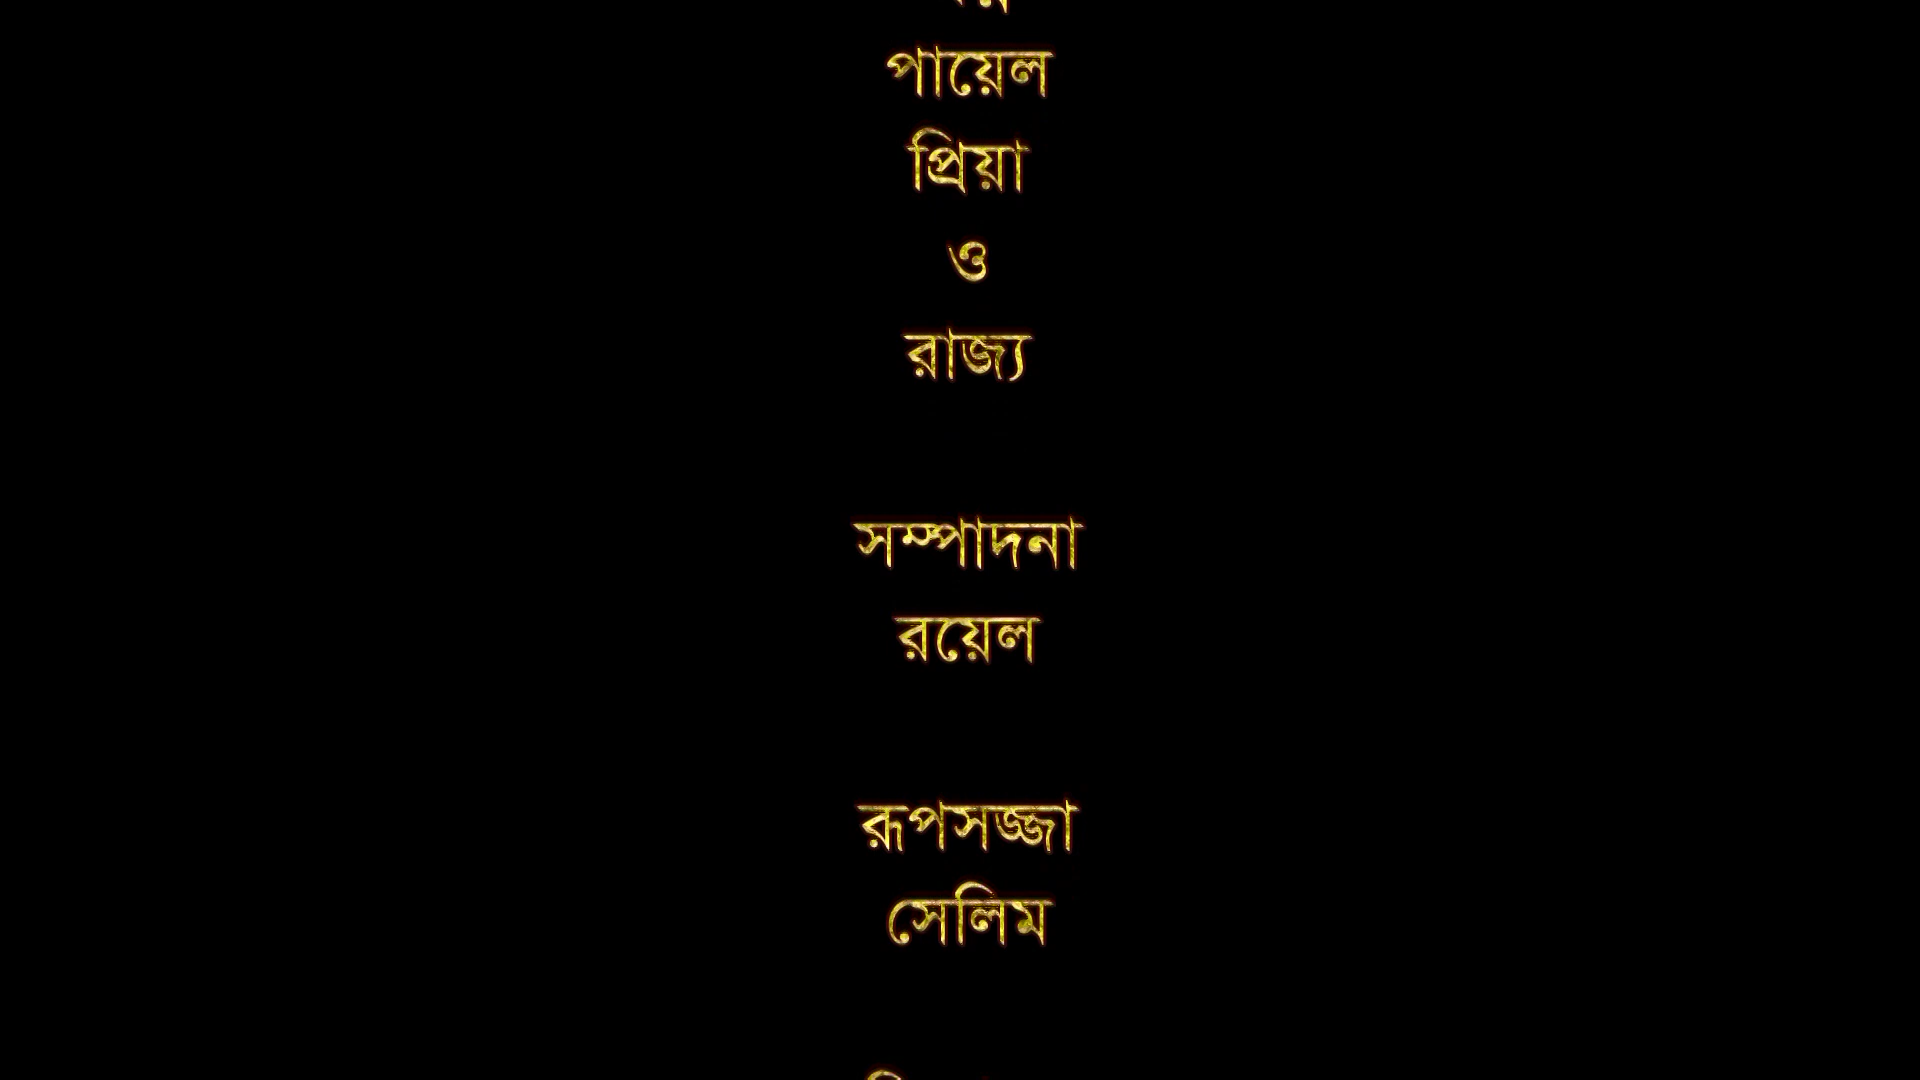 পায়েল
প্রিয়া
ও
রাজ্য
সম্পাদনা
রয়েল
রূপসজ্জা
সেলিম